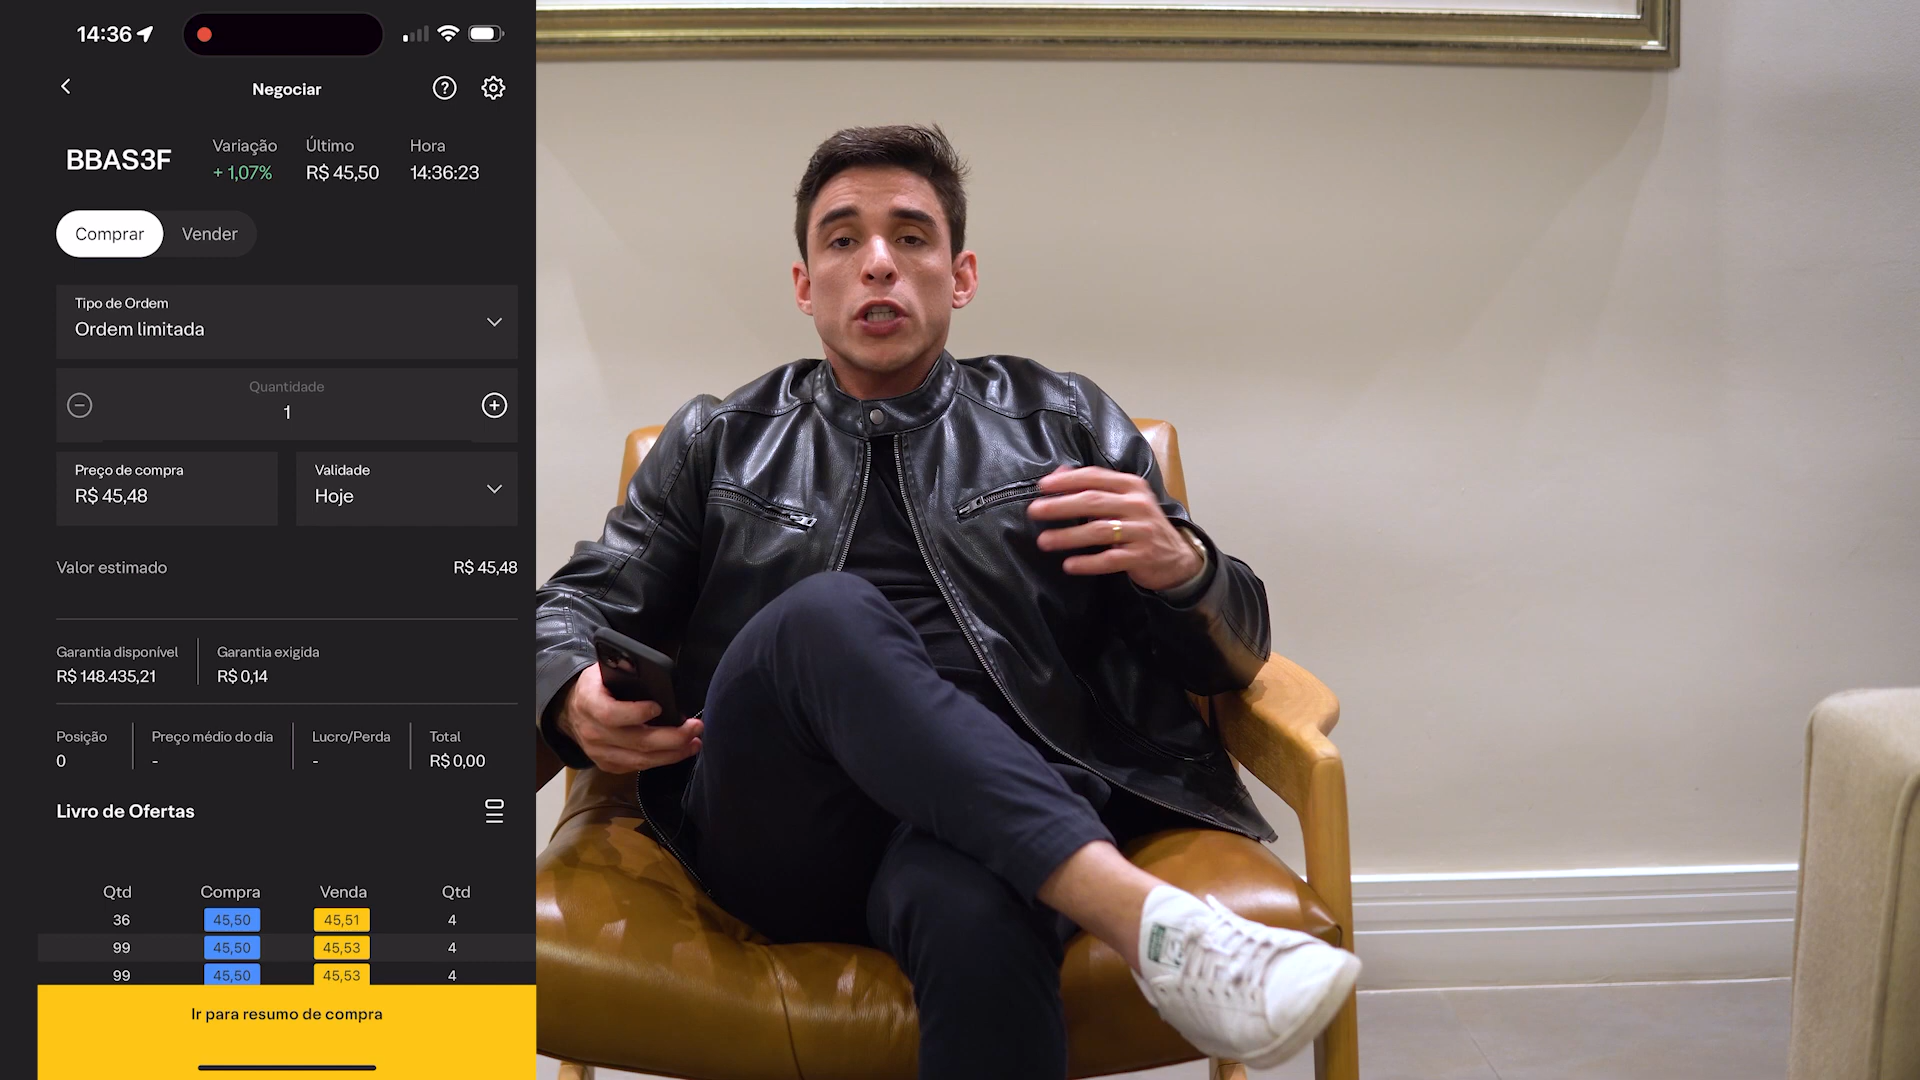 14:36
Negociar
BBAS3F
Variação Último Hora
+ 1,07% R$ 45,50 14:36:23
Comprar Vender
Tipo de Ordem
Ordem limitada
Quantidade
1
Preço de compra Validade
R$ 45,48 Hoje
Valor estimado R$ 45,48
Garantia disponível Garantia exigida
R$ 148.435,21 R$ 0,14
Posição Preço médio do dia Lucro/Perda Total
0 - - R$ 0,00
Livro de Ofertas
Qtd Compra Venda Qtd
36 45,50 45,51 4
99 45,50 45,53 4
99 45,50 45,53 4
Ir para resumo de compra